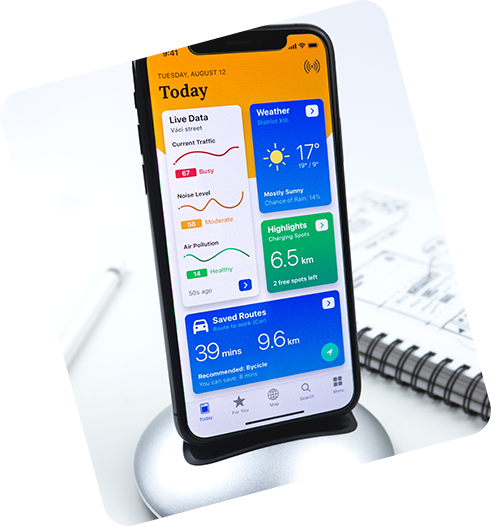 9:41
TUESDAY, AUGUST 12
Today
Live Data
Váci street
Current Traffic
67 Busy
Noise Level
58 Moderate
Air Pollution
14 Healthy
50s ago
Weather
District XIII.
17°
19° / 9°
Mostly Sunny
Chance of Rain: 14%
Highlights
Charging Spots
6.5 km
2 free spots left
Saved Routes
Route to work (Car)
39 mins 9.6 km
Recommended: Bycicle
You can save: 8 mins
Today For You Map Search Menu